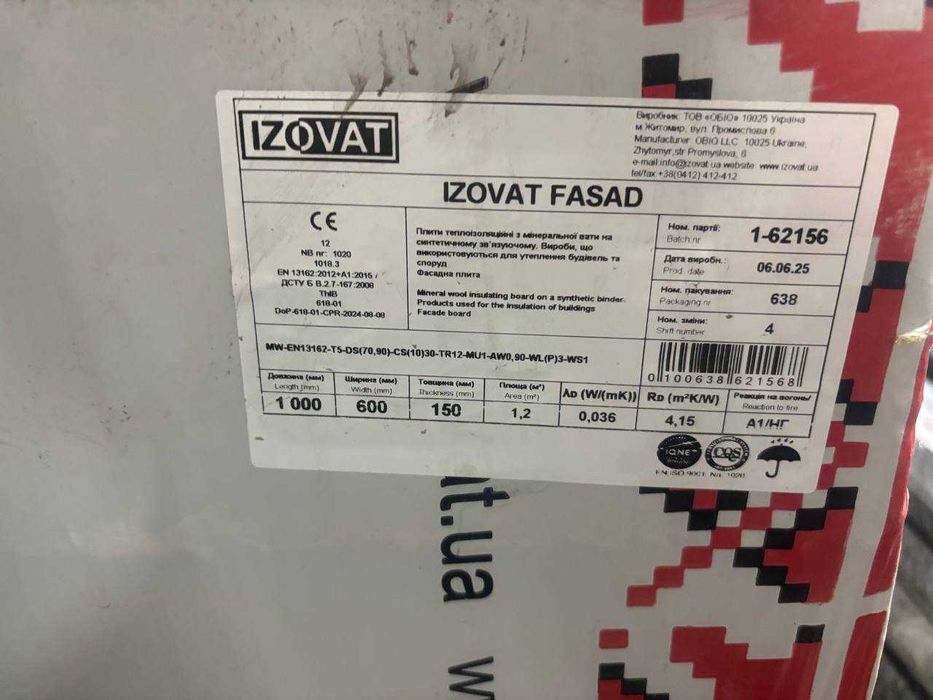 IZOVAT
Виробник: ТОВ «ОБІО» 10025 Україна
м Житомир, вул. Промислова 6
Manufacturer: OBIO LLC 10025 Ukraine,
Zhytomyr, str Promyslova, 6
e-mail:info@izovat.ua website: www.izovat.ua
tel/fax:+38(0412) 412-412
IZOVAT FASAD
CE
12
NB nr: 1020
1018.3
EN 13162:2012+A1:2015 /
ДСТУ Б В.2.7-167:2008
ThIB
618-01
DoP-618-01-CPR-2024-08-08
Плити теплоізоляційні з мінеральної вати на
синтетичному зв'язуючому. Вироби, що
використовуються для утеплення будівель та
споруд
Фасадна плита
Mineral wool insulating board on a synthetic binder.
Products used for the insulation of buildings
Facade board
Ном. партії:
Batch nr
1-62156
Дата виробн.:
Prod. date
06.06.25
Ном. пакування:
Packaging nr
638
Ном. зміни:
Shift number
4
MW-EN13162-T5-DS(70,90)-CS(10)30-TR12-MU1-AW0,90-WL(P)3-WS1
0 100638 621568
Довжина (мм)
Length (mm)
1 000
Ширина (мм)
Width (mm)
600
Товщина (мм)
Thickness (mm)
150
Площа (м²)
Area (m²)
1,2
λD (W/(mK))
0,036
RD (m²K/W)
4,15
Реакція на вогонь/
Reaction to fire
А1/НГ
IQNET
CQS
EN ISO 9001
NB 1020
t.ua
w